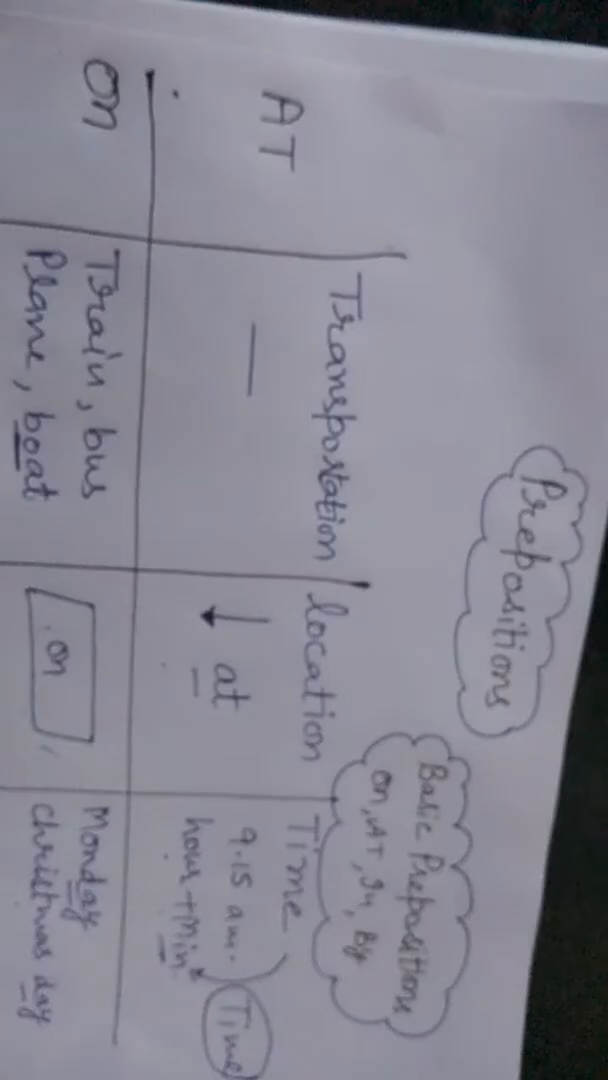 Prepositions
Basic Prepositions
on, AT, In, By
Transportation
location
Time
AT
—
at
9.15 am.
hour + Min
Time
on
Train, bus
Plane, boat
on
Monday
christmas day